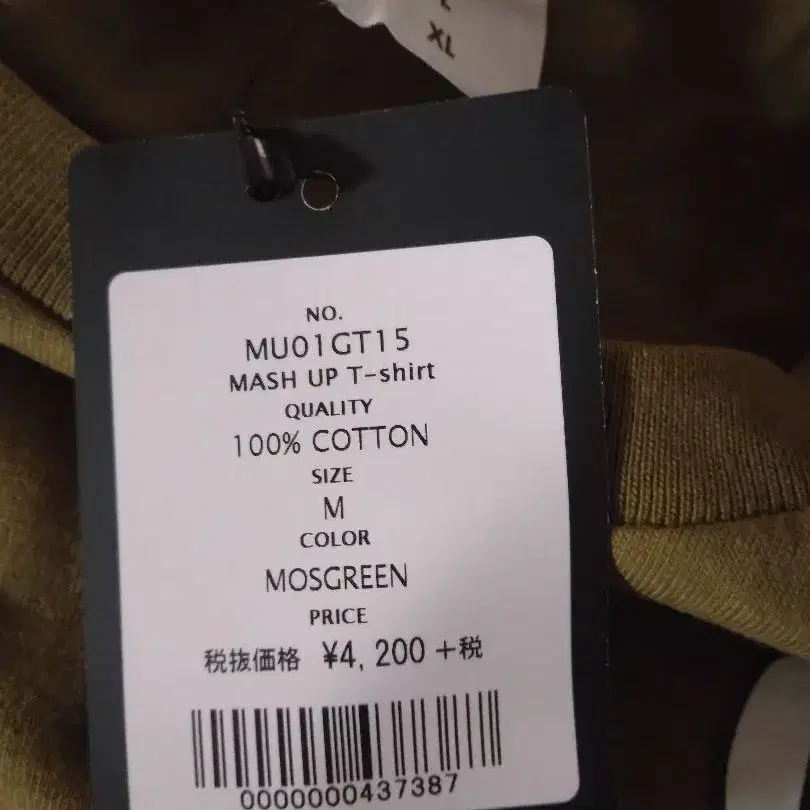 XL
NO.
MU01GT15
MASH UP T-shirt
QUALITY
100% COTTON
SIZE
M
COLOR
MOSGREEN
PRICE
税抜価格 ¥4,200 +税
0000000437387